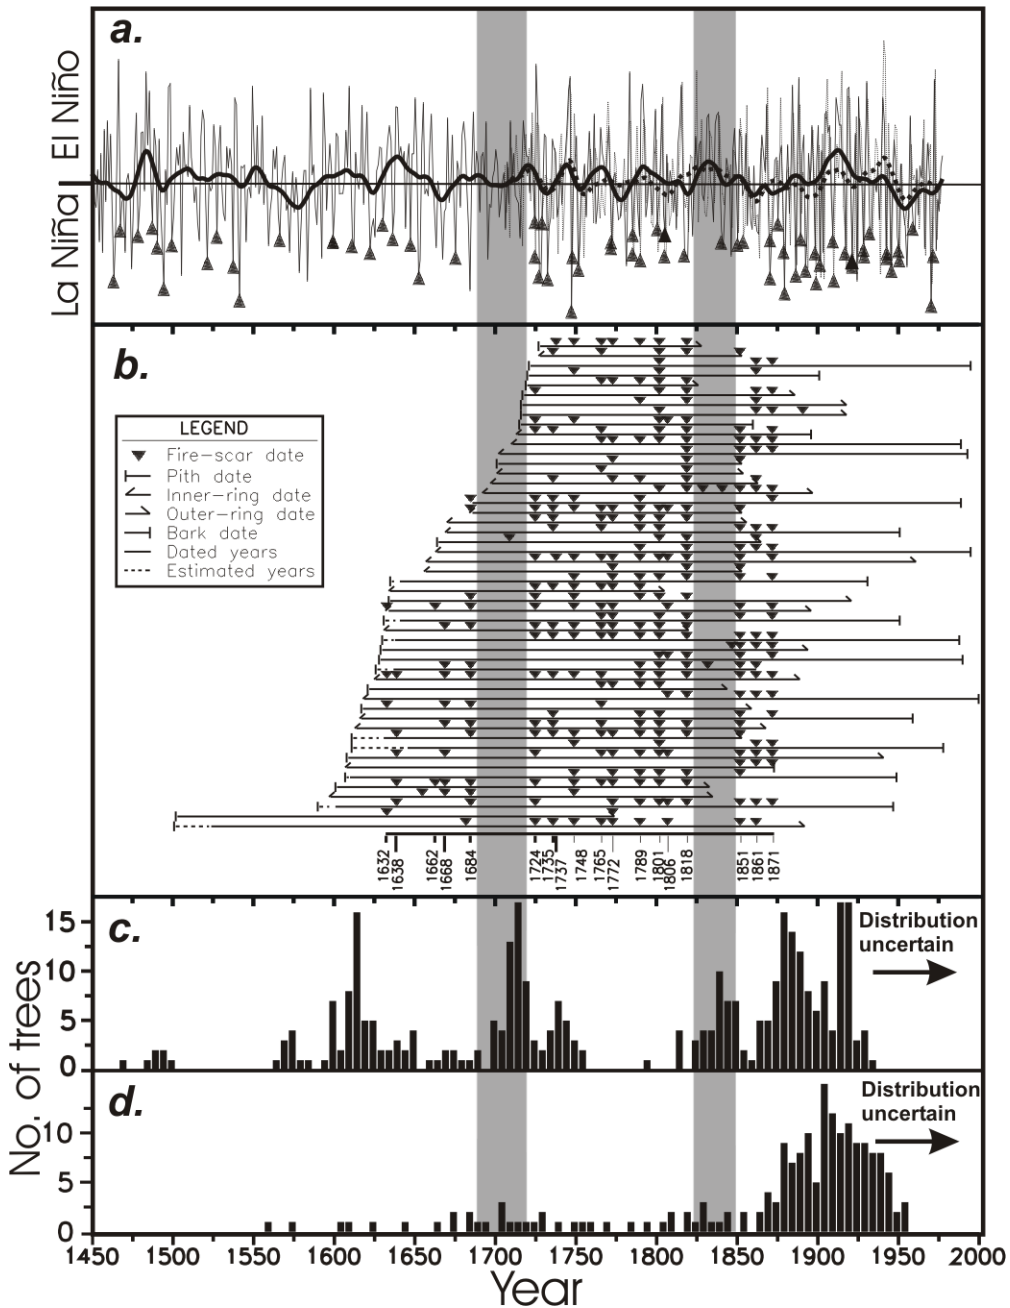 a.
La Niña El Niño
b.
LEGEND
Fire-scar date
Pith date
Inner-ring date
Outer-ring date
Bark date
Dated years
Estimated years
1632 1638 1662 1668 1684 1724 1735 1737 1748 1765 1772 1789 1801 1806 1818 1851 1861 1871
c.
Distribution
uncertain
15
10
5
0
No. of trees
d.
Distribution
uncertain
10
5
0
1450 1500 1550 1600 1650 1700 1750 1800 1850 1900 1950 2000
Year